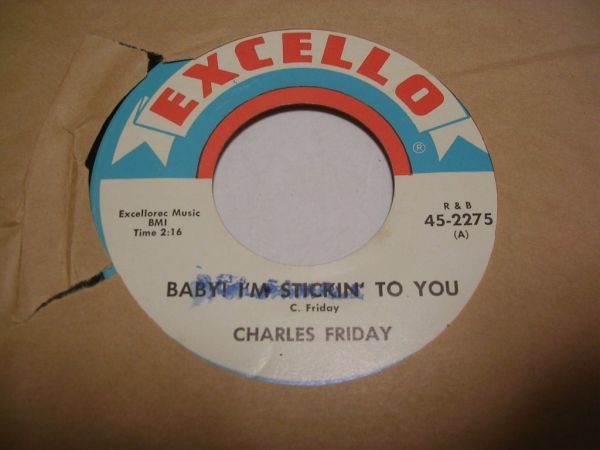 EXCELLO
®
Excellorec Music
BMI
Time 2:16
R & B
45-2275
(A)
BABY! I'M STICKIN' TO YOU
C. Friday
CHARLES FRIDAY